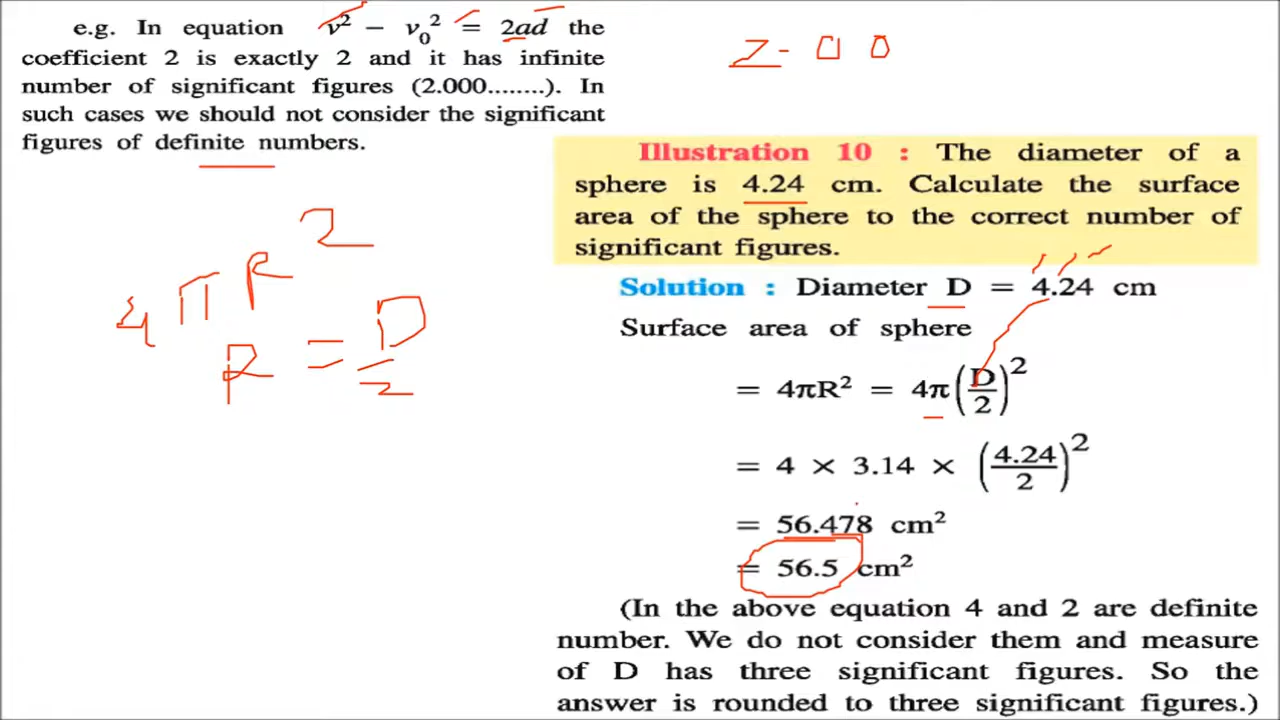 e.g. In equation v² − v₀² = 2ad the
coefficient 2 is exactly 2 and it has infinite
number of significant figures (2.000........). In
such cases we should not consider the significant
figures of definite numbers.
4 π R 2
R = D
2
2 - 0 0
Illustration 10 : The diameter of a
sphere is 4.24 cm. Calculate the surface
area of the sphere to the correct number of
significant figures.
Solution : Diameter D = 4.24 cm
Surface area of sphere
= 4πR² = 4π(D/2)²
= 4 × 3.14 × (4.24/2)²
= 56.478 cm²
= 56.5 cm²
(In the above equation 4 and 2 are definite
number. We do not consider them and measure
of D has three significant figures. So the
answer is rounded to three significant figures.)